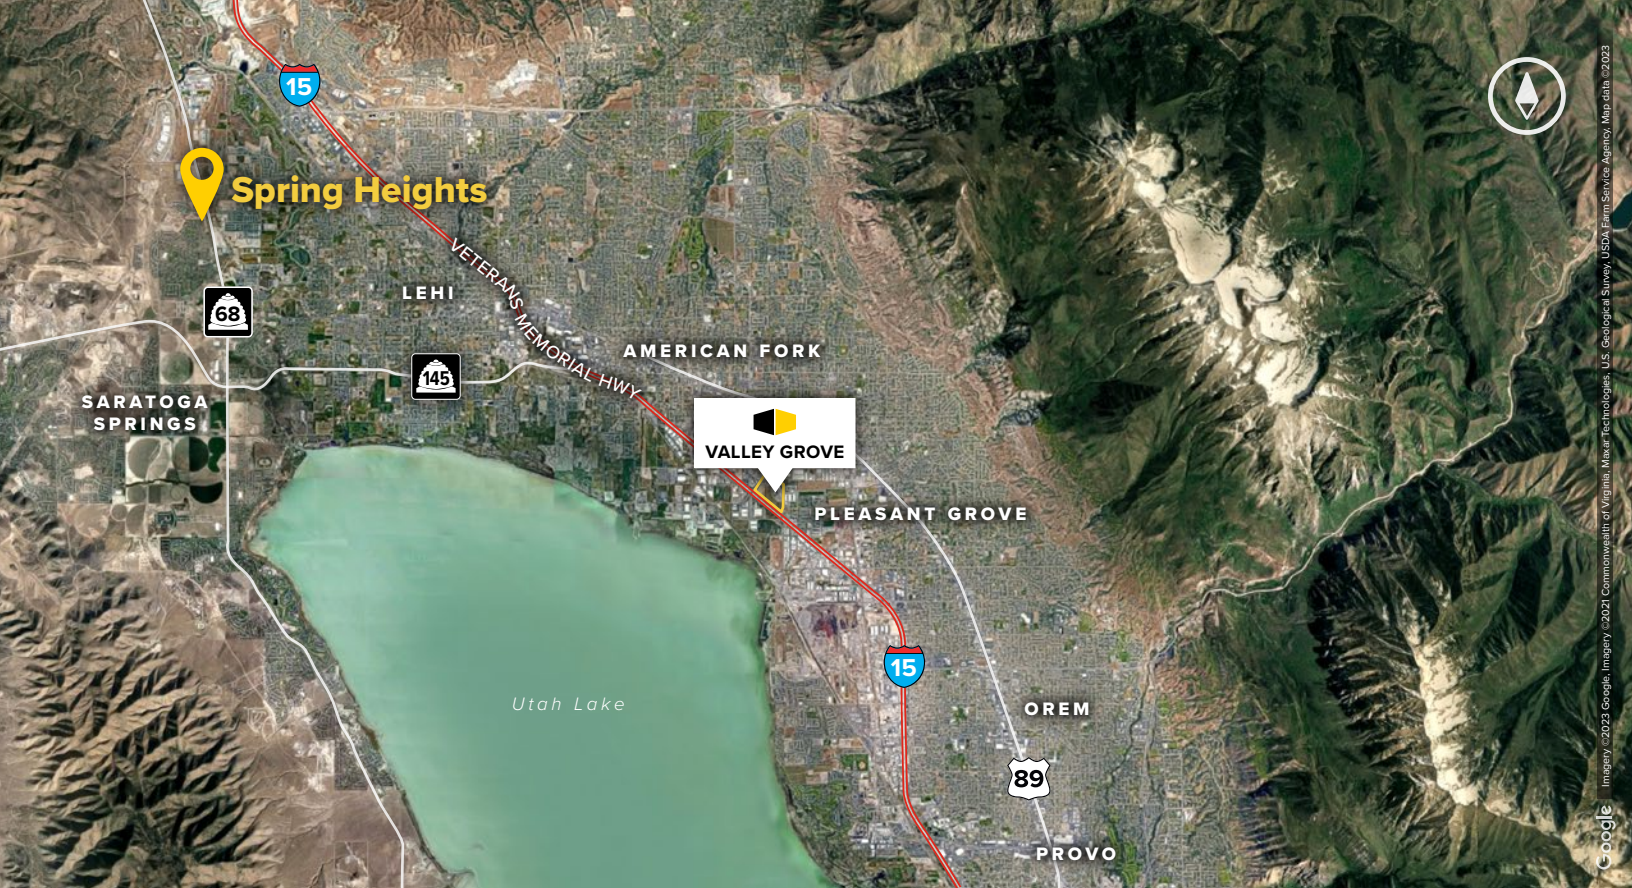 15
Spring Heights
VETERANS MEMORIAL HWY
LEHI
68
AMERICAN FORK
145
SARATOGA
SPRINGS
VALLEY GROVE
PLEASANT GROVE
15
Utah Lake
OREM
89
PROVO
Google
Imagery ©2023 Google, Imagery ©2021 Commonwealth of Virginia, Maxar Technologies, U.S. Geological Survey, USDA Farm Service Agency, Map data ©2023